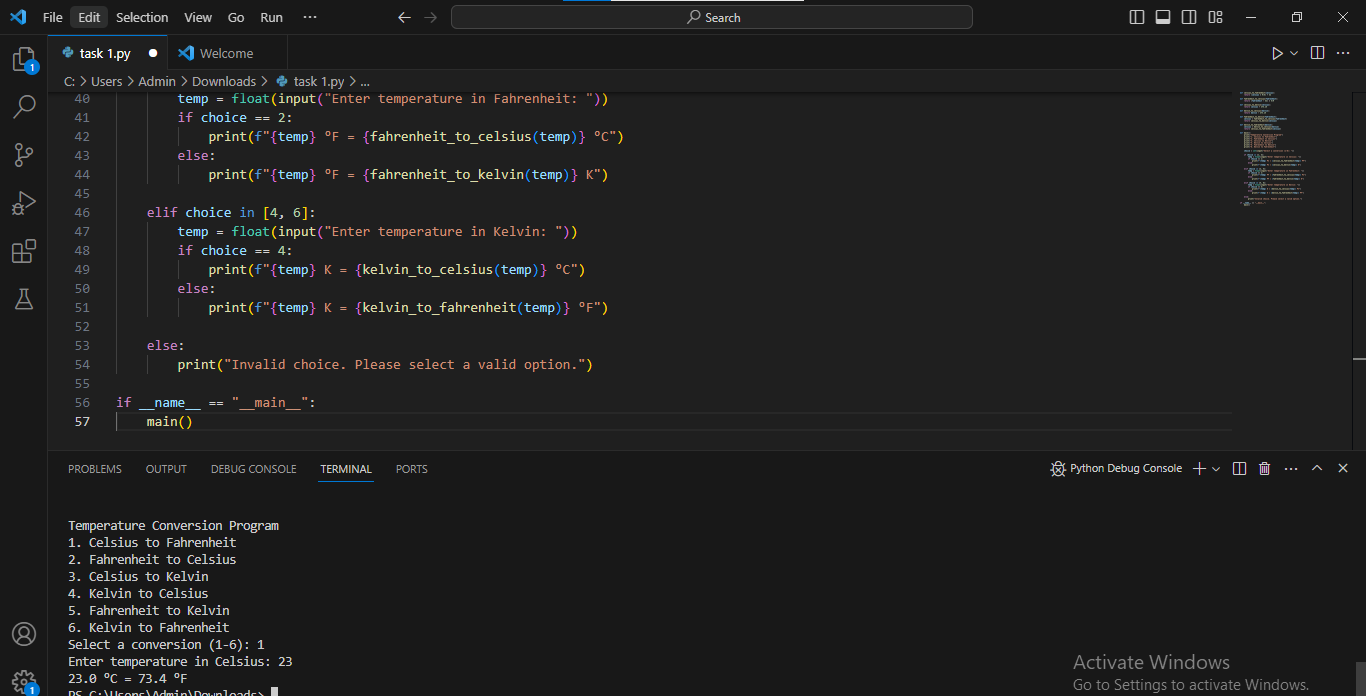 File Edit Selection View Go Run ··· Search
task 1.py Welcome
C: > Users > Admin > Downloads > task 1.py > ...
40 temp = float(input("Enter temperature in Fahrenheit: "))
41 if choice == 2:
42 print(f"{temp} °F = {fahrenheit_to_celsius(temp)} °C")
43 else:
44 print(f"{temp} °F = {fahrenheit_to_kelvin(temp)} K")
45
46 elif choice in [4, 6]:
47 temp = float(input("Enter temperature in Kelvin: "))
48 if choice == 4:
49 print(f"{temp} K = {kelvin_to_celsius(temp)} °C")
50 else:
51 print(f"{temp} K = {kelvin_to_fahrenheit(temp)} °F")
52
53 else:
54 print("Invalid choice. Please select a valid option.")
55
56 if __name__ == "__main__":
57 main()
PROBLEMS OUTPUT DEBUG CONSOLE TERMINAL PORTS Python Debug Console
Temperature Conversion Program
1. Celsius to Fahrenheit
2. Fahrenheit to Celsius
3. Celsius to Kelvin
4. Kelvin to Celsius
5. Fahrenheit to Kelvin
6. Kelvin to Fahrenheit
Select a conversion (1-6): 1
Enter temperature in Celsius: 23
23.0 °C = 73.4 °F
PS C:\Users\Admin\Downloads>
1
1
Activate Windows
Go to Settings to activate Windows.